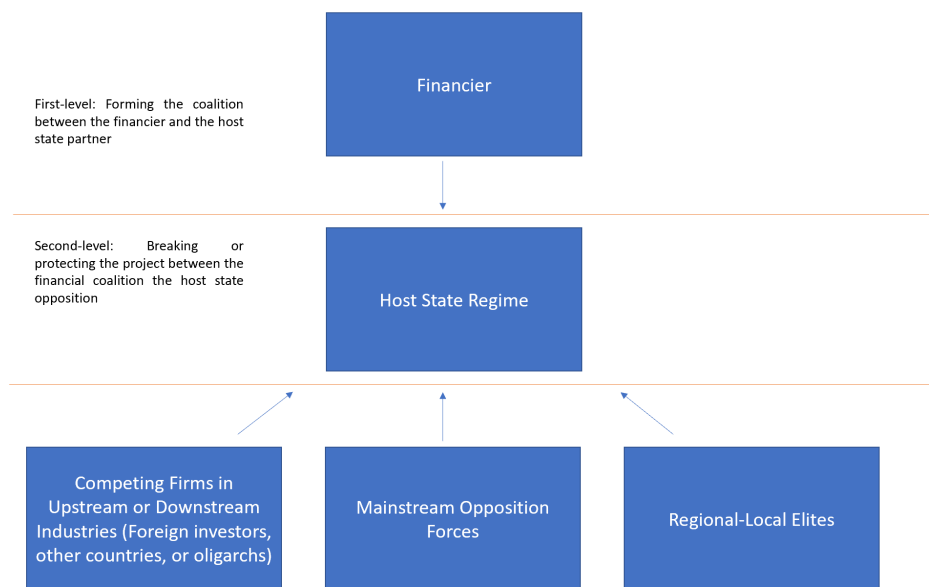 Financier
First-level: Forming the coalition
between the financier and the host
state partner
Second-level: Breaking or
protecting the project between the
financial coalition the host state
opposition
Host State Regime
Competing Firms in
Upstream or Downstream
Industries (Foreign investors,
other countries, or oligarchs)
Mainstream Opposition
Forces
Regional-Local Elites